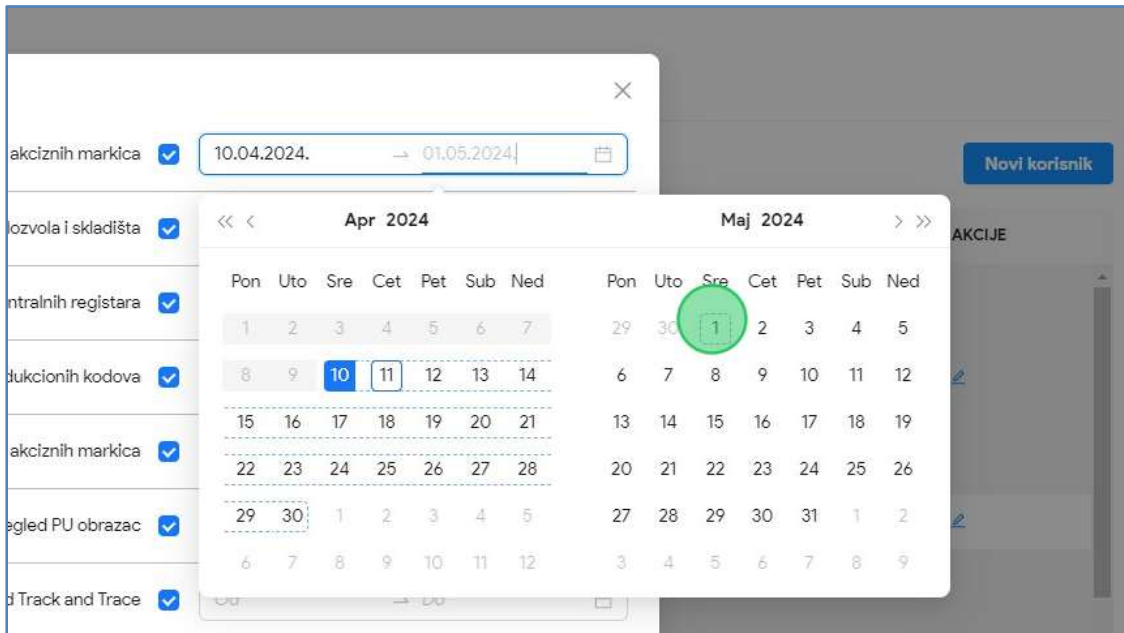 akciznih markica 10.04.2024. → 01.05.2024.
Novi korisnik
lozvola i skladišta
Apr 2024 Maj 2024
AKCIJE
Pon Uto Sre Cet Pet Sub Ned Pon Uto Sre Cet Pet Sub Ned
ntralnih registara
1 2 3 4 5 6 7 29 30 1 2 3 4 5
dukcionih kodova
8 9 10 11 12 13 14 6 7 8 9 10 11 12
15 16 17 18 19 20 21 13 14 15 16 17 18 19
akciznih markica
22 23 24 25 26 27 28 20 21 22 23 24 25 26
egled PU obrazac
29 30 1 2 3 4 5 27 28 29 30 31 1 2
6 7 8 9 10 11 12 3 4 5 6 7 8 9
d Track and Trace Od → Do